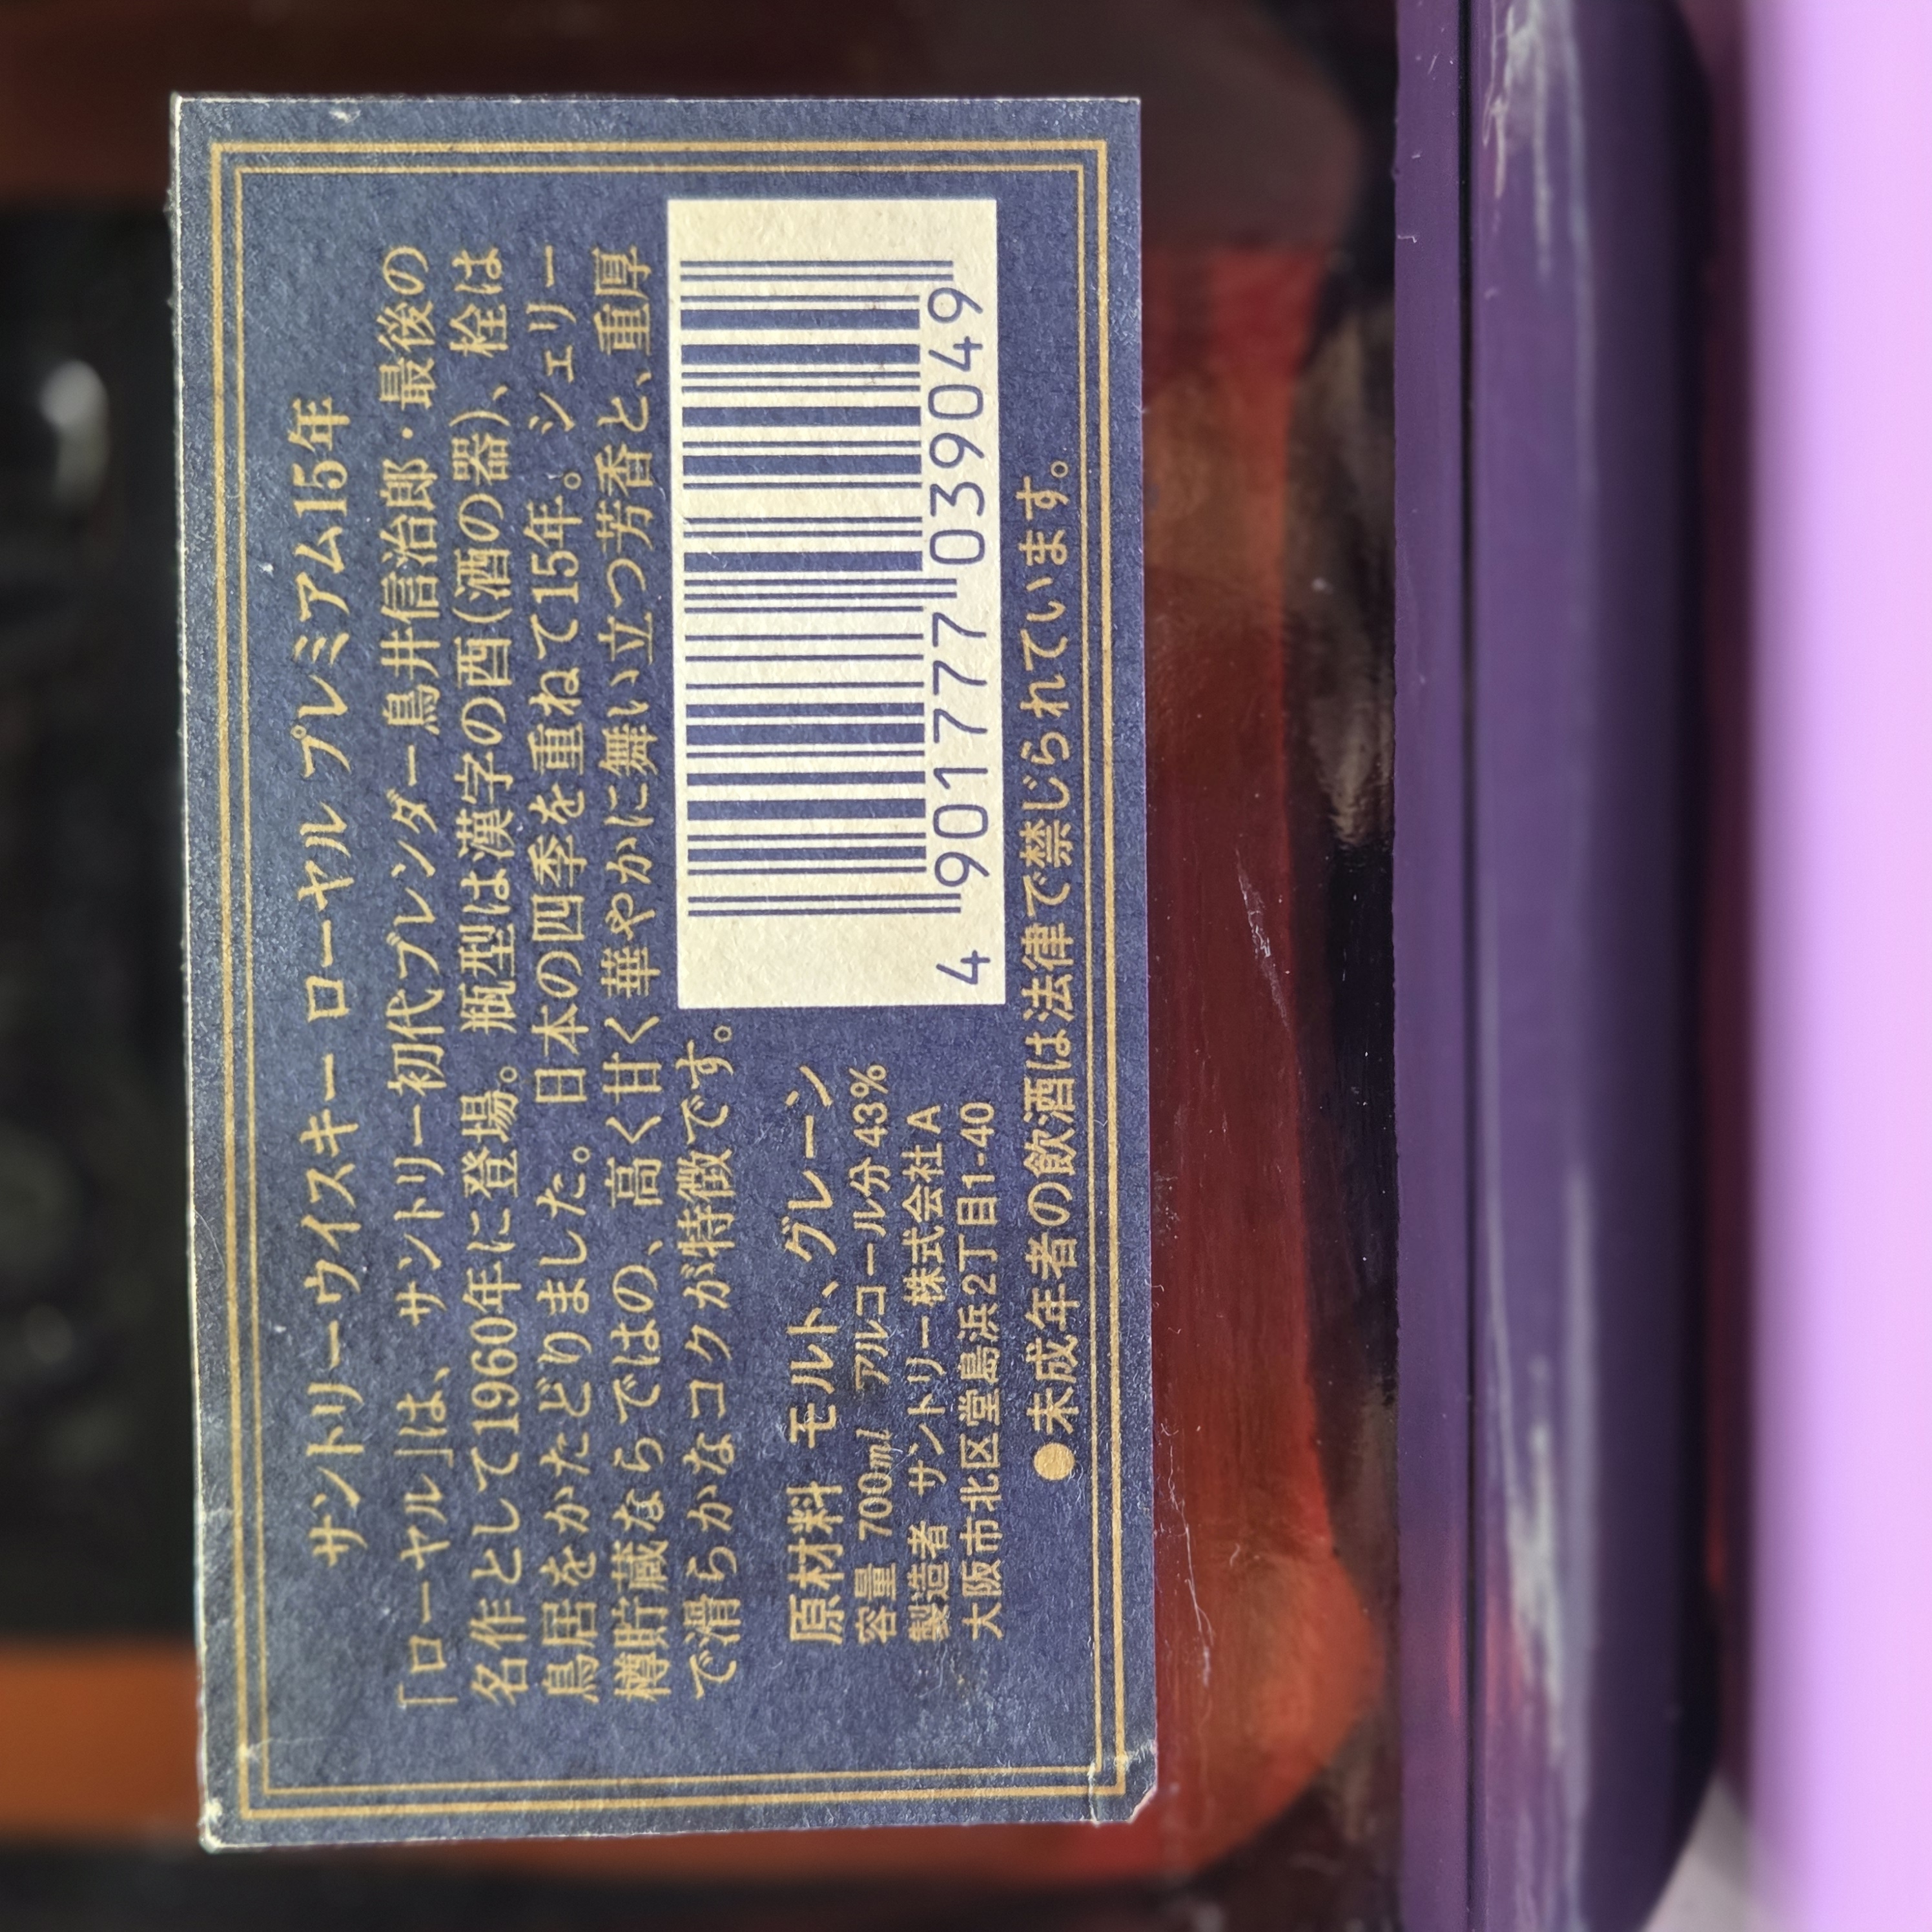 サントリーウイスキー ローヤル プレミアム15年
「ローヤル」は、サントリー初代ブレンダー鳥井信治郎・最後の
名作として1960年に登場。瓶型は漢字の酉(酒の器)、栓は
鳥居をかたどりました。日本の四季を重ねて15年。シェリー
樽貯蔵ならではの、高く甘く華やかに舞い立つ芳香と、重厚
で滑らかなコクが特徴です。
原材料 モルト、グレーン
容量 700ml アルコール分 43%
製造者 サントリー株式会社 A
大阪市北区堂島浜2丁目1-40
4 901777 039049
●未成年者の飲酒は法律で禁じられています。